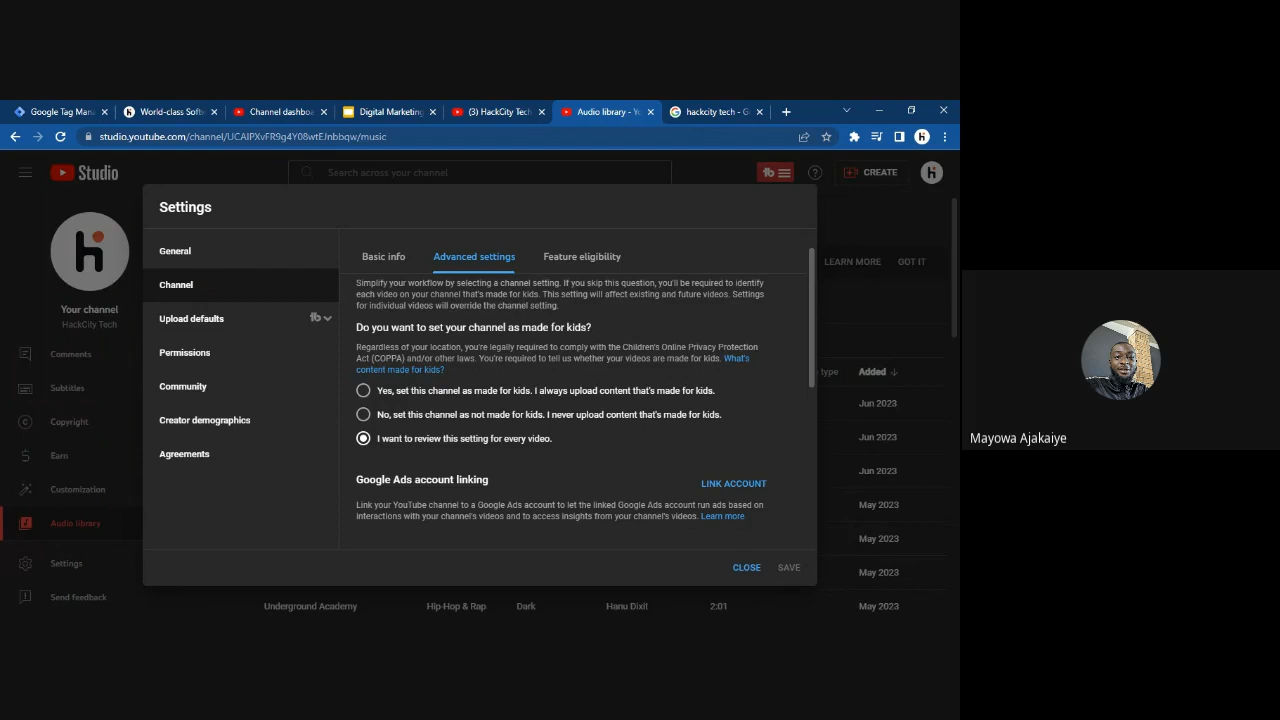 Google Tag Mana
World-class Softw
Channel dashboa
Digital Marketing
(3) HackCity Tech
Audio library - Yo
hackcity tech - Go
studio.youtube.com/channel/
/music
Studio
Search across your channel
CREATE
Settings
General
Channel
Upload defaults
Permissions
Community
Creator demographics
Agreements
Your channel
HackCity Tech
Comments
Subtitles
Copyright
Earn
Customization
Audio library
Settings
Send feedback
Basic info
Advanced settings
Feature eligibility
Simplify your workflow by selecting a channel setting. If you skip this question, you'll be required to identify
each video on your channel that's made for kids. This setting will affect existing and future videos. Settings
for individual videos will override the channel setting.
Do you want to set your channel as made for kids?
Regardless of your location, you're legally required to comply with the Children's Online Privacy Protection
Act (COPPA) and/or other laws. You're required to tell us whether your videos are made for kids. What's
content made for kids?
Yes, set this channel as made for kids. I always upload content that's made for kids.
No, set this channel as not made for kids. I never upload content that's made for kids.
I want to review this setting for every video.
Google Ads account linking
LINK ACCOUNT
Link your YouTube channel to a Google Ads account to let the linked Google Ads account run ads based on
interactions with your channel's videos and to access insights from your channel's videos. Learn more
CLOSE
SAVE
LEARN MORE
GOT IT
type
Added
Jun 2023
Jun 2023
Jun 2023
May 2023
May 2023
May 2023
Underground Academy
Hip-Hop & Rap
Dark
Hanu Dixit
2:01
May 2023
Mayowa Ajakaiye